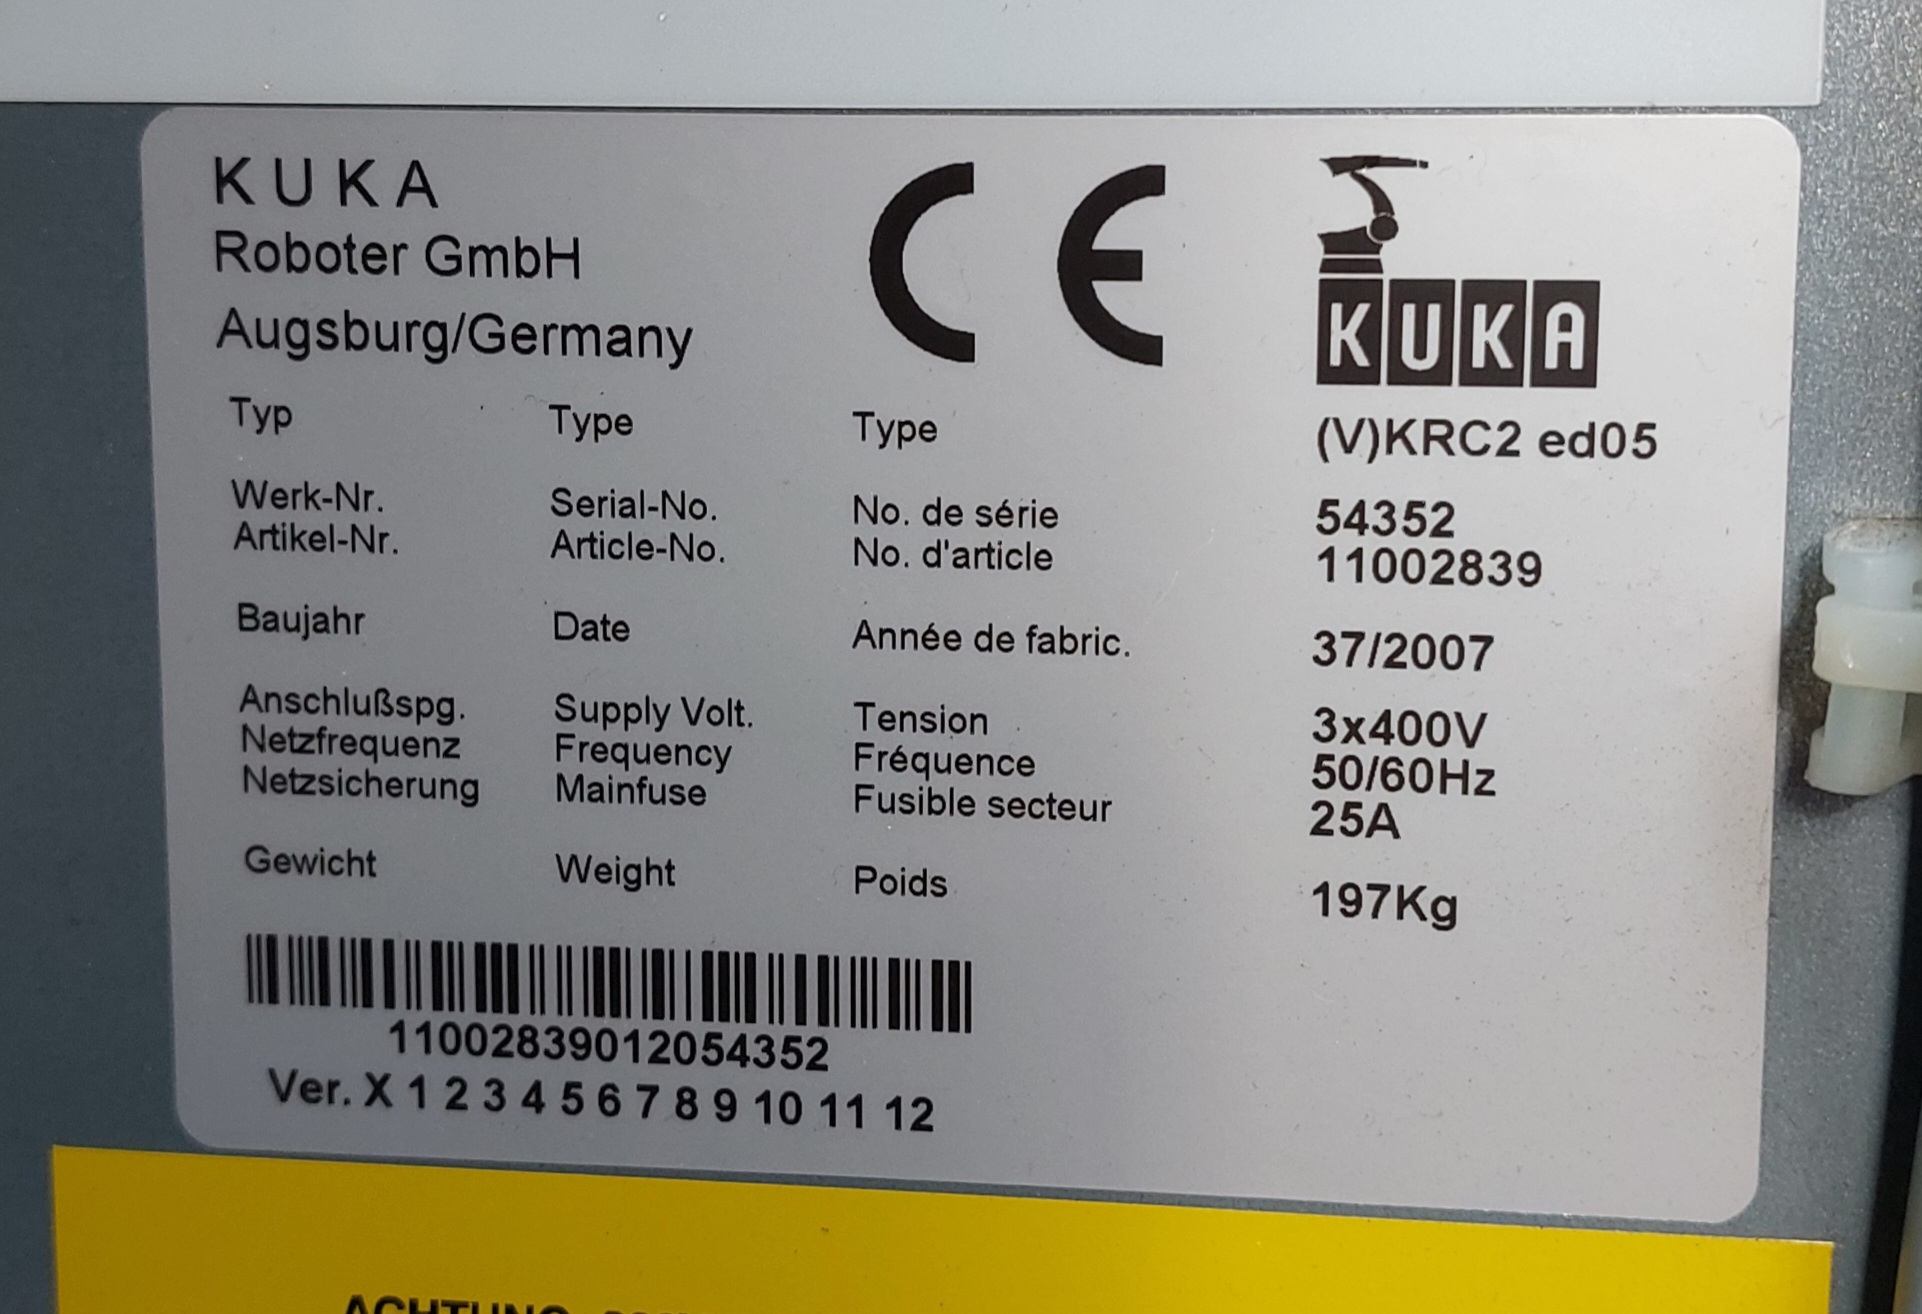 KUKA
Roboter GmbH
Augsburg/Germany
CE
KUKA
Typ Type Type (V)KRC2 ed05
Werk-Nr. Serial-No. No. de série 54352
Artikel-Nr. Article-No. No. d'article 11002839
Baujahr Date Année de fabric. 37/2007
Anschlußspg. Supply Volt. Tension 3x400V
Netzfrequenz Frequency Fréquence 50/60Hz
Netzsicherung Mainfuse Fusible secteur 25A
Gewicht Weight Poids 197Kg
11002839012054352
Ver. X 1 2 3 4 5 6 7 8 9 10 11 12
ACHTUNG